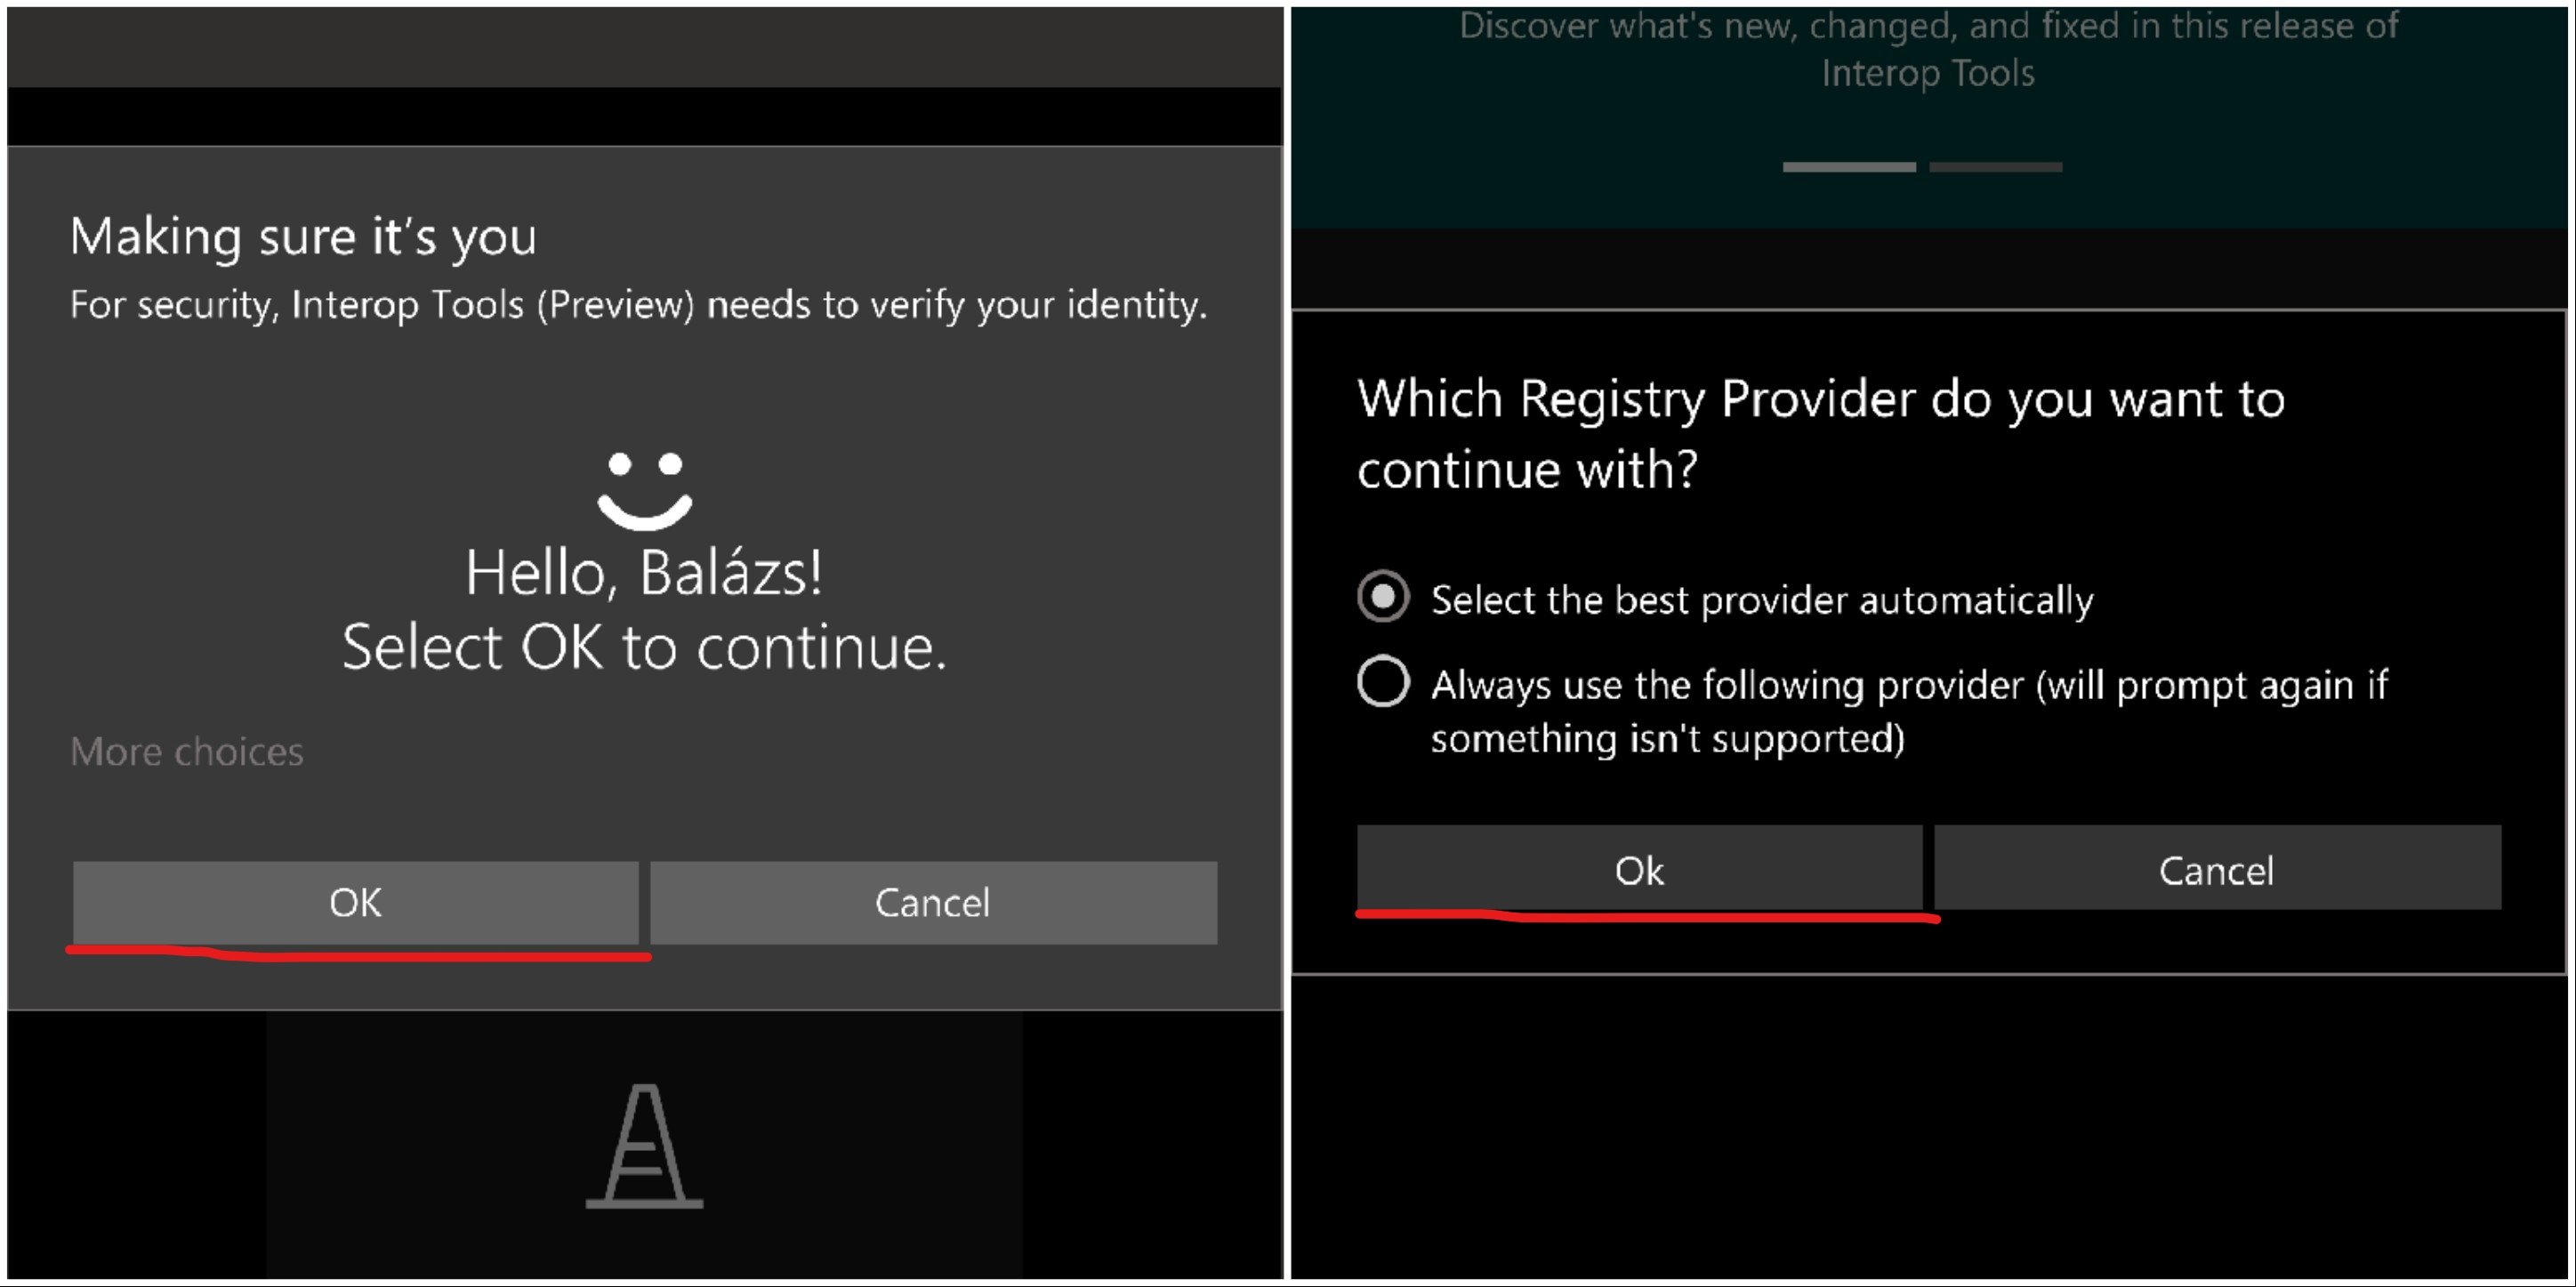 Making sure it’s you
For security, Interop Tools (Preview) needs to verify your identity.
Hello, Balázs!
Select OK to continue.
More choices
OK
Cancel
Discover what's new, changed, and fixed in this release of
Interop Tools
Which Registry Provider do you want to
continue with?
Select the best provider automatically
Always use the following provider (will prompt again if
something isn't supported)
Ok
Cancel